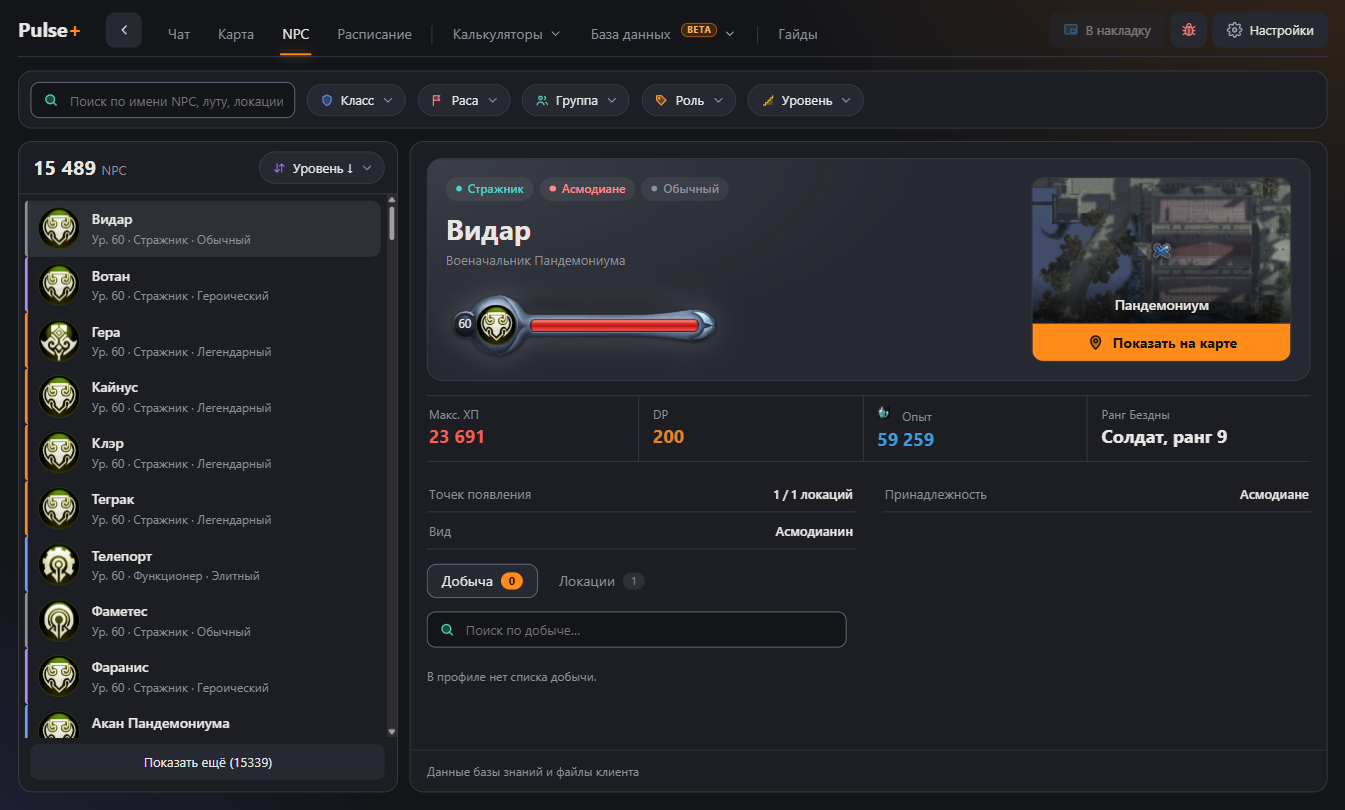 Pulse+
Чат
Карта
NPC
Расписание
Калькуляторы
База данных
BETA
Гайды
В накладку
Настройки
Поиск по имени NPC, луту, локации
Класс
Раса
Группа
Роль
Уровень
15 489 NPC
Уровень ↓
Видар
Ур. 60 · Стражник · Обычный
Вотан
Ур. 60 · Стражник · Героический
Гера
Ур. 60 · Стражник · Легендарный
Кайнус
Ур. 60 · Стражник · Легендарный
Клэр
Ур. 60 · Стражник · Легендарный
Теграк
Ур. 60 · Стражник · Легендарный
Телепорт
Ур. 60 · Функционер · Элитный
Фаметес
Ур. 60 · Стражник · Обычный
Фаранис
Ур. 60 · Стражник · Героический
Акан Пандемониума
Показать ещё (15339)
Стражник
Асмодиане
Обычный
Видар
Военачальник Пандемониума
60
Пандемониум
Показать на карте
Макс. ХП
23 691
DP
200
Опыт
59 259
Ранг Бездны
Солдат, ранг 9
Точек появления
1 / 1 локаций
Принадлежность
Асмодиане
Вид
Асмодианин
Добыча 0
Локации 1
Поиск по добыче...
В профиле нет списка добычи.
Данные базы знаний и файлы клиента